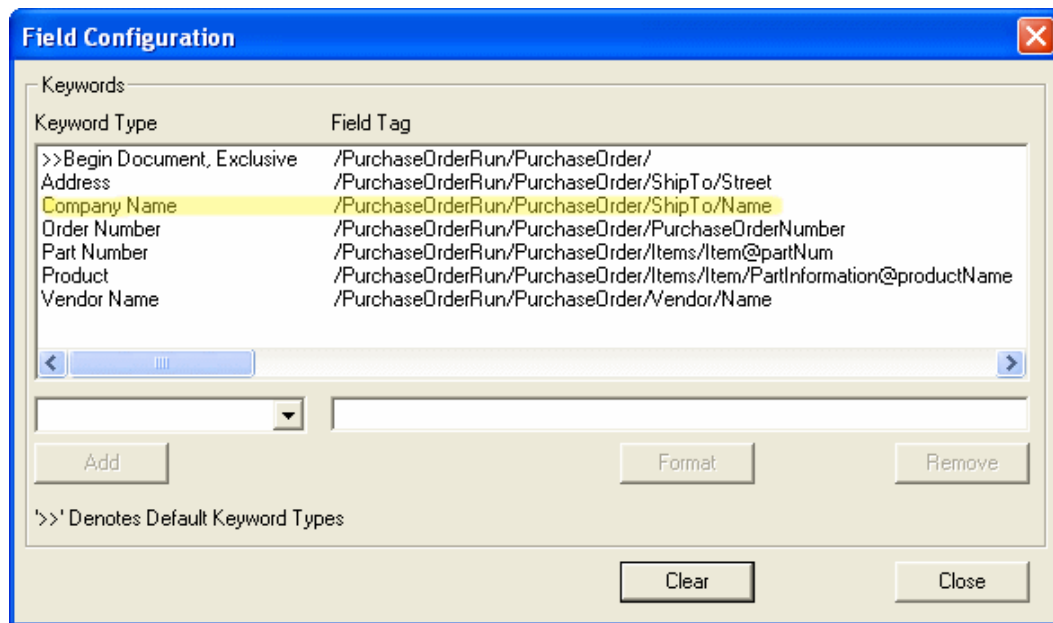 Field Configuration
Keywords
Keyword Type Field Tag
>>Begin Document, Exclusive /PurchaseOrderRun/PurchaseOrder/
Address /PurchaseOrderRun/PurchaseOrder/ShipTo/Street
Company Name /PurchaseOrderRun/PurchaseOrder/ShipTo/Name
Order Number /PurchaseOrderRun/PurchaseOrder/PurchaseOrderNumber
Part Number /PurchaseOrderRun/PurchaseOrder/Items/Item@partNum
Product /PurchaseOrderRun/PurchaseOrder/Items/Item/PartInformation@productName
Vendor Name /PurchaseOrderRun/PurchaseOrder/Vendor/Name
Add Format Remove
'>>' Denotes Default Keyword Types
Clear Close